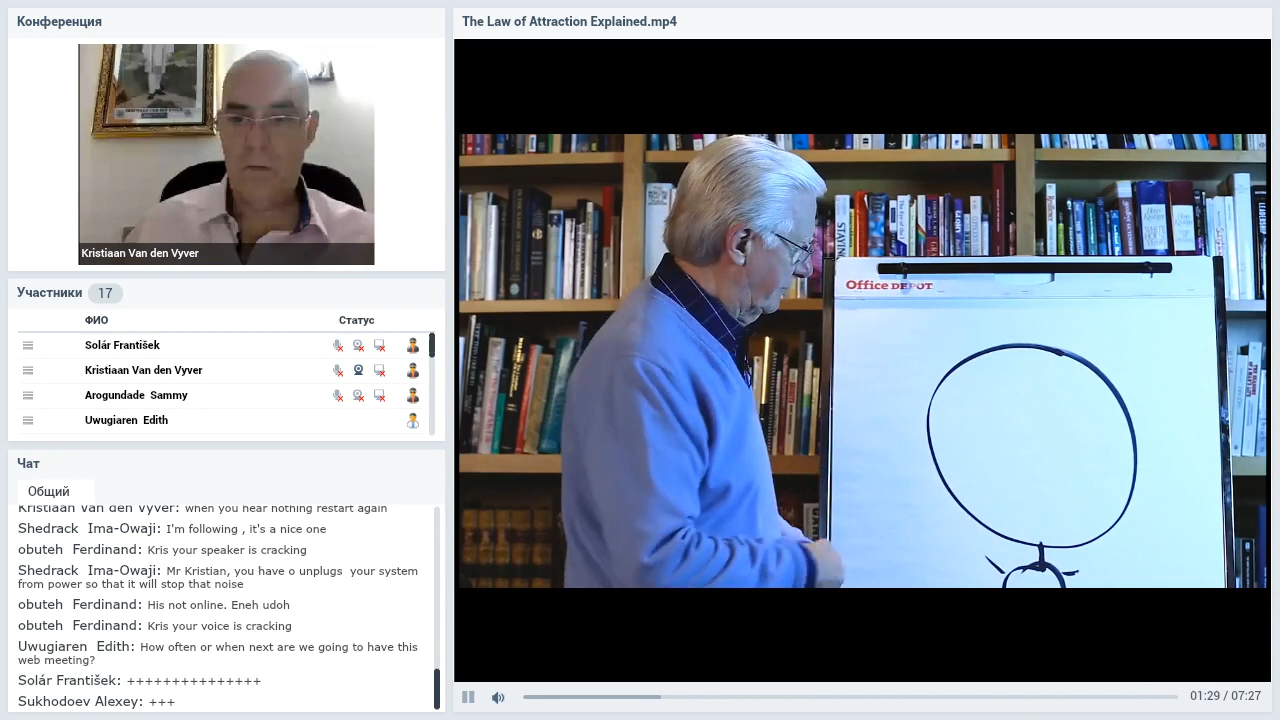 Конференция
Kristiaan Van den Vyver
Участники 17
ФИО Статус
Solár František
Kristiaan Van den Vyver
Arogundade Sammy
Uwugiaren Edith
Чат
Общий
Kristiaan Van den Vyver: when you hear nothing restart again
Shedrack Ima-Owaji: I'm following , it's a nice one
obuteh Ferdinand: Kris your speaker is cracking
Shedrack Ima-Owaji: Mr Kristian, you have o unplugs your system
from power so that it will stop that noise
obuteh Ferdinand: His not online. Eneh udoh
obuteh Ferdinand: Kris your voice is cracking
Uwugiaren Edith: How often or when next are we going to have this
web meeting?
Solár František: +++++++++++++++
Sukhodoev Alexey: +++
The Law of Attraction Explained.mp4
STAYING
Office DEPOT
01:29 / 07:27